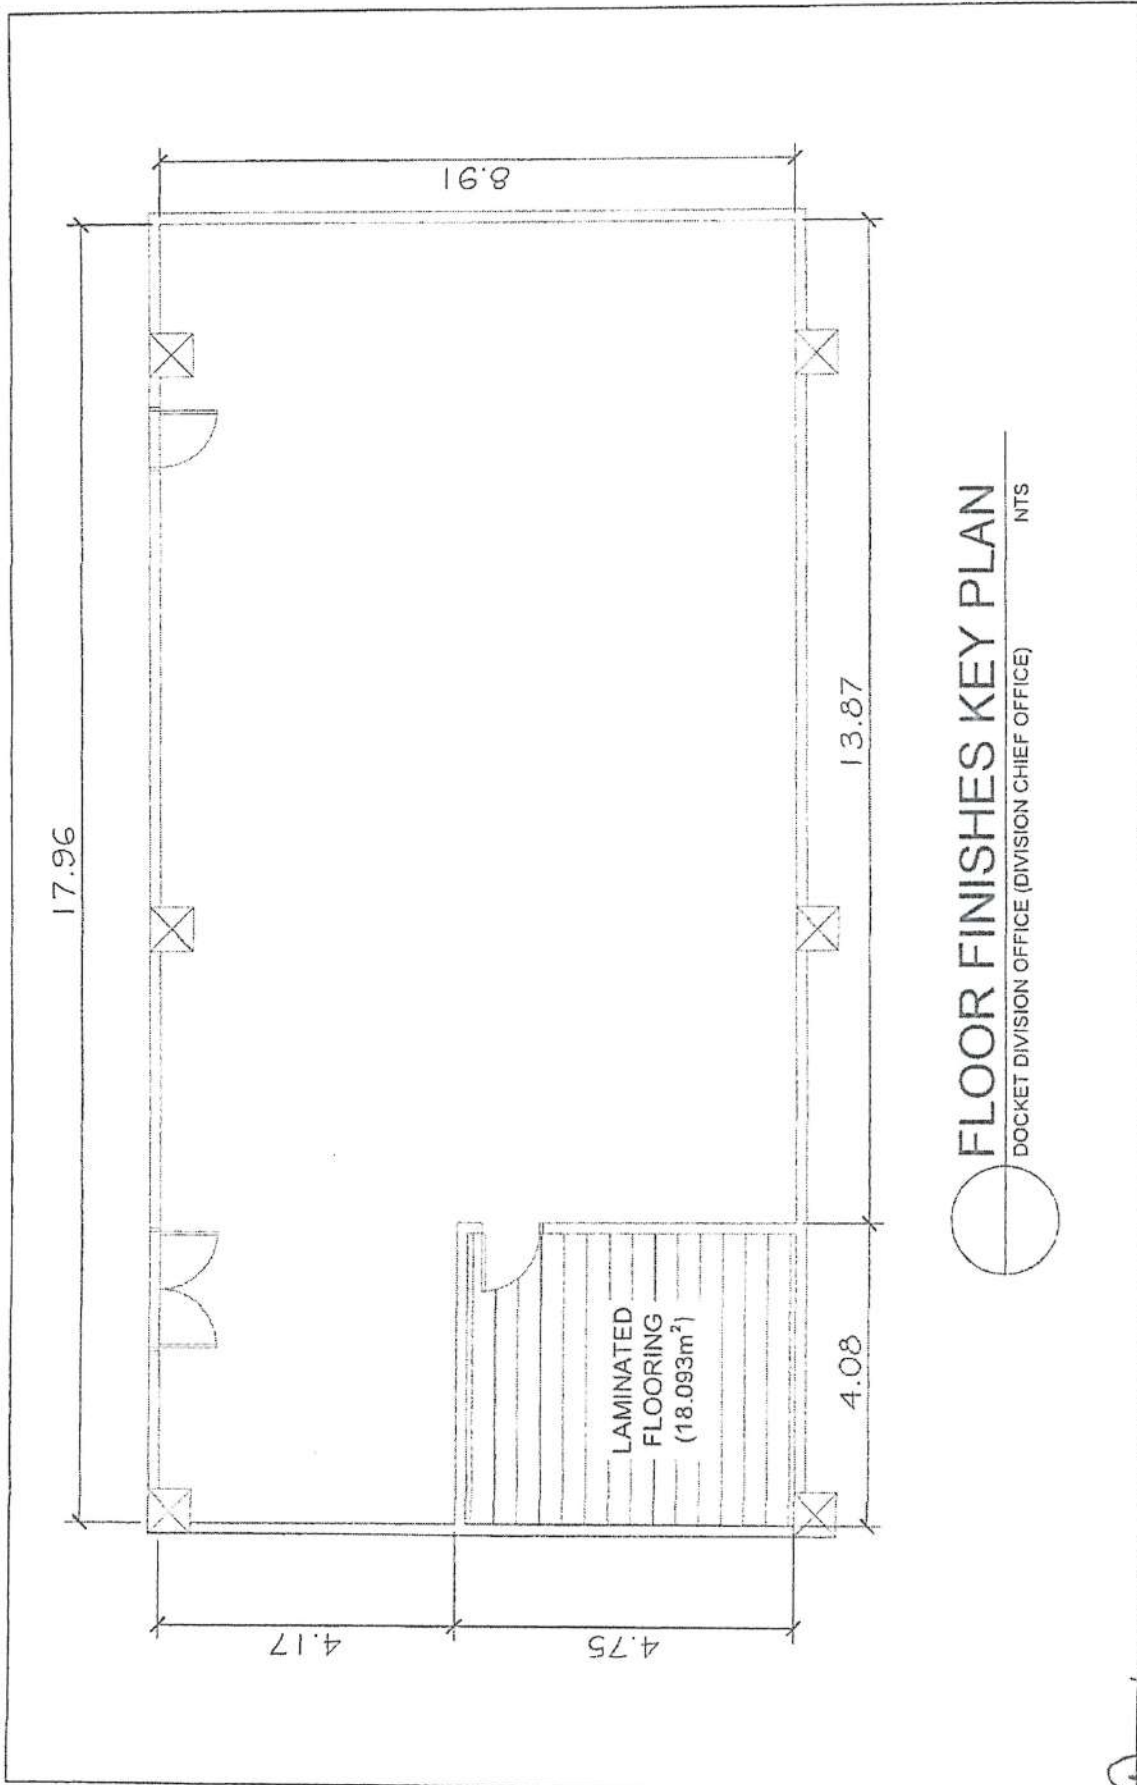 17.96
8.91
4.17
4.75
LAMINATED
FLOORING
(18.093m²)
4.08
13.87
FLOOR FINISHES KEY PLAN
DOCKET DIVISION OFFICE (DIVISION CHIEF OFFICE)
NTS